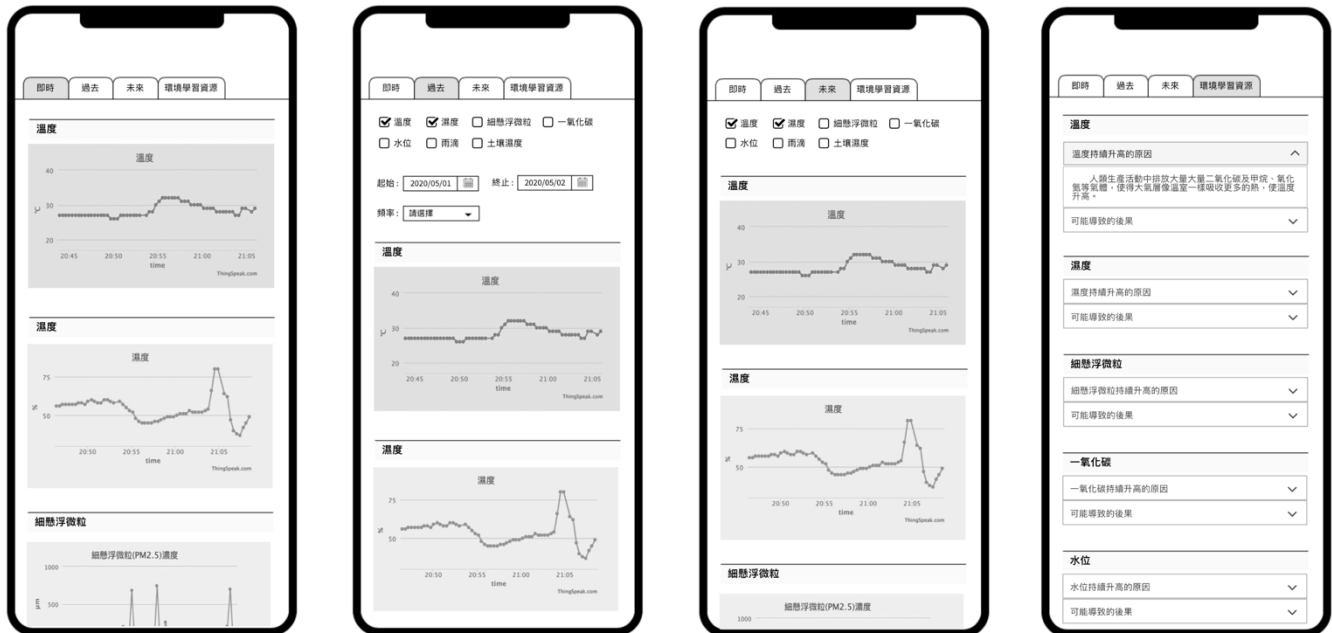 即時 過去 未來 環境學習資源
溫度
溫度
40
30
20
℃
20:45 20:50 20:55 21:00 21:05
time
ThingSpeak.com
濕度
濕度
75
50
%
20:50 20:55 21:00 21:05
time
ThingSpeak.com
細懸浮微粒
細懸浮微粒(PM2.5)濃度
1000
500
μm
即時 過去 未來 環境學習資源
溫度 濕度 細懸浮微粒 一氧化碳
水位 雨滴 土壤濕度
起始: 2020/05/01 終止: 2020/05/02
頻率: 請選擇
溫度
溫度
40
30
20
℃
20:45 20:50 20:55 21:00 21:05
time
ThingSpeak.com
濕度
濕度
75
50
%
20:50 20:55 21:00 21:05
time
ThingSpeak.com
即時 過去 未來 環境學習資源
溫度 濕度 細懸浮微粒 一氧化碳
水位 雨滴 土壤濕度
溫度
溫度
40
30
20
℃
20:45 20:50 20:55 21:00 21:05
time
ThingSpeak.com
濕度
濕度
75
50
%
20:50 20:55 21:00 21:05
time
ThingSpeak.com
細懸浮微粒
細懸浮微粒(PM2.5)濃度
1000
即時 過去 未來 環境學習資源
溫度
溫度持續升高的原因
人類生產活動中排放大量大量二氧化碳及甲烷、氧化
氮等氣體，使得大氣層像溫室一樣吸收更多的熱，使溫度
升高。
可能導致的後果
濕度
濕度持續升高的原因
可能導致的後果
細懸浮微粒
細懸浮微粒持續升高的原因
可能導致的後果
一氧化碳
一氧化碳持續升高的原因
可能導致的後果
水位
水位持續升高的原因
可能導致的後果